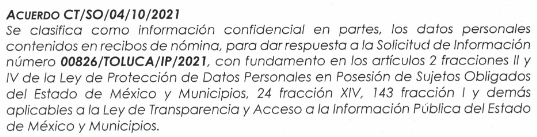 ACUERDO CT/SO/04/10/2021
Se clasifica como información confidencial en partes, los datos personales
contenidos en recibos de nómina, para dar respuesta a la Solicitud de Información
número 00826/TOLUCA/IP/2021, con fundamento en los artículos 2 fracciones II y
IV de la Ley de Protección de Datos Personales en Posesión de Sujetos Obligados
del Estado de México y Municipios, 24 fracción XIV, 143 fracción I y demás
aplicables a la Ley de Transparencia y Acceso a la Información Pública del Estado
de México y Municipios.